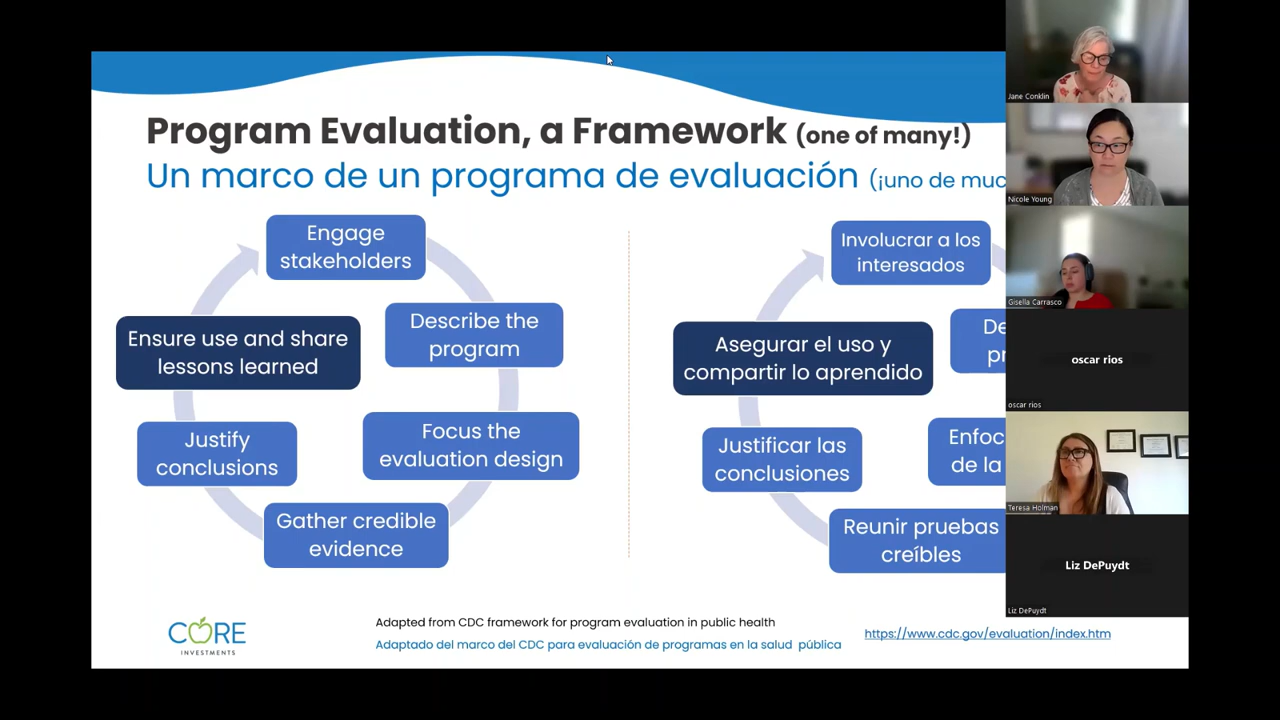 Program Evaluation, a Framework (one of many!)
Un marco de un programa de evaluación (¡uno de muc
Engage
stakeholders
Describe the
program
Focus the
evaluation design
Gather credible
evidence
Justify
conclusions
Ensure use and share
lessons learned
Involucrar a los
interesados
De
pr
Enfoc
de la
Reunir pruebas
creíbles
Justificar las
conclusiones
Asegurar el uso y
compartir lo aprendido
CORE
INVESTMENTS
Adapted from CDC framework for program evaluation in public health
Adaptado del marco del CDC para evaluación de programas en la salud pública
https://www.cdc.gov/evaluation/index.htm
Jane Conklin
Nicole Young
Gisella Carrasco
oscar rios
oscar rios
Teresa Holman
Liz DePuydt
Liz DePuydt